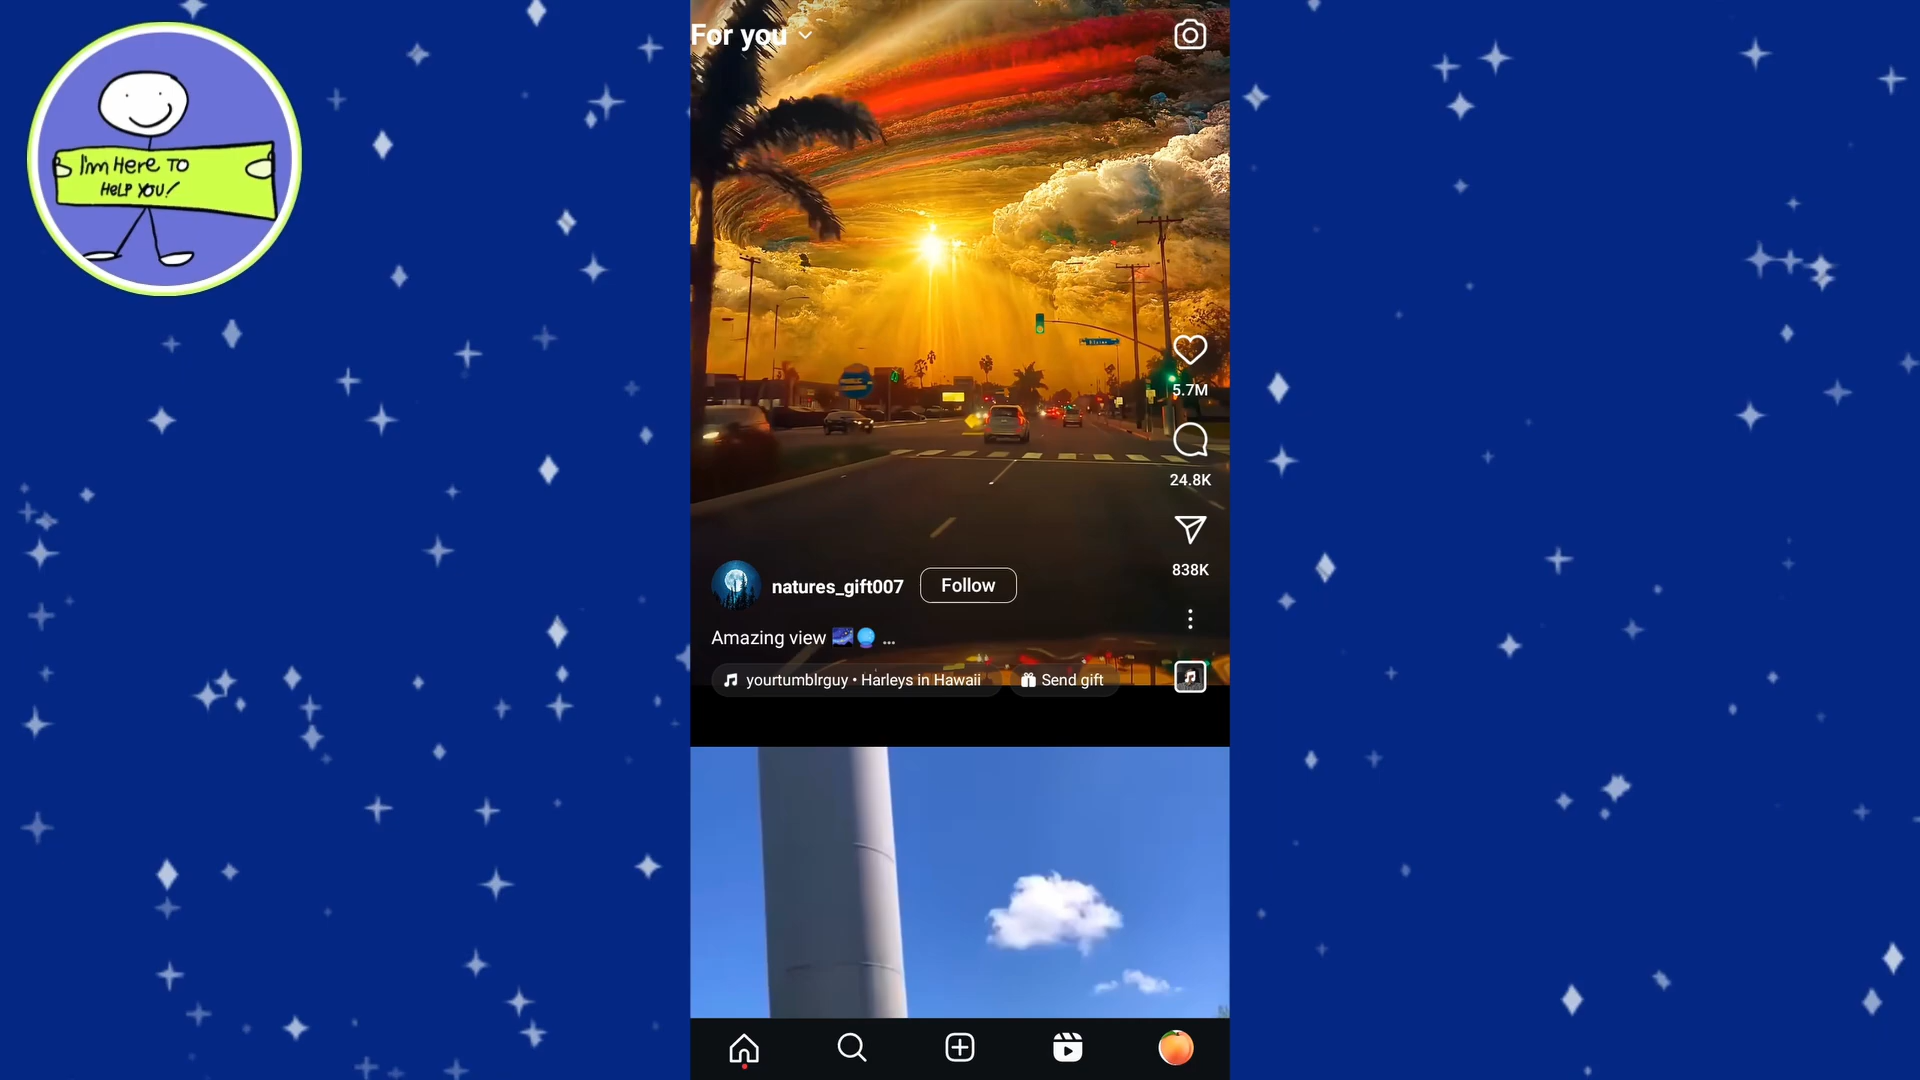 I'm Here To
HELP YOU!
For you
5.7M
24.8K
838K
natures_gift007
Follow
Amazing view 🌌🔮 ...
yourtumblrguy • Harleys in Hawaii
Send gift